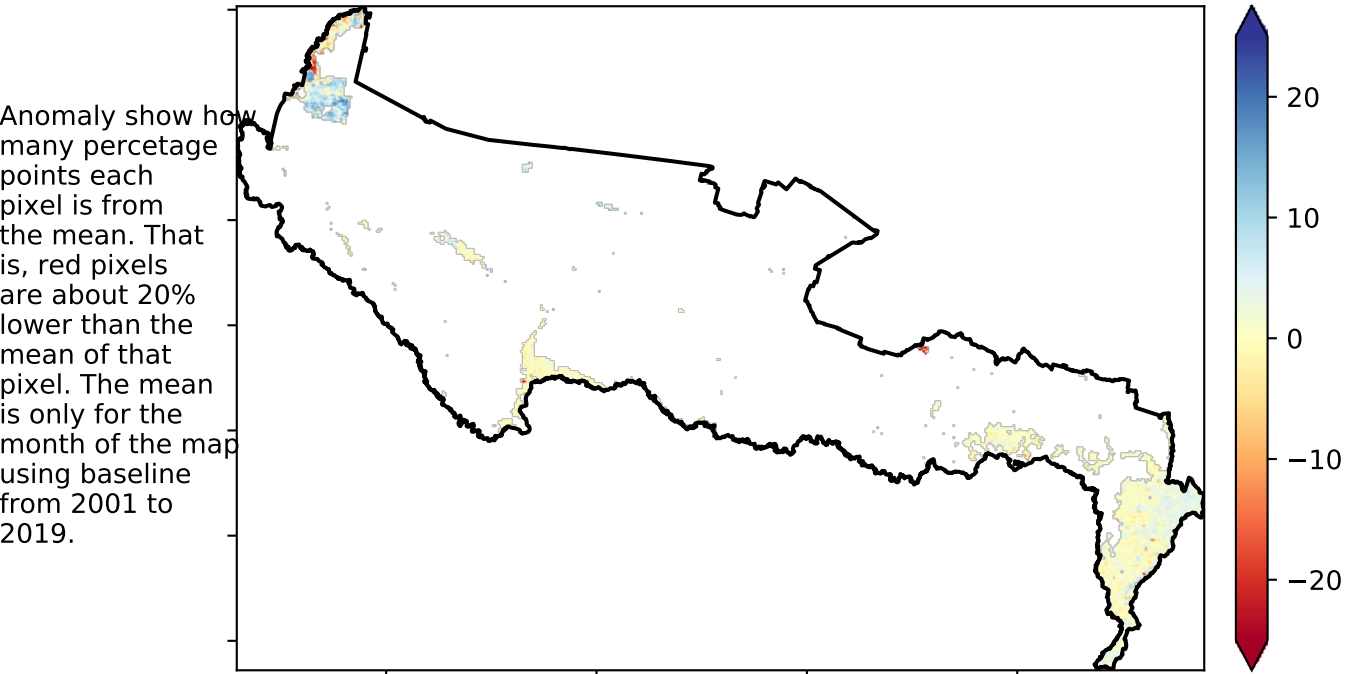 Anomaly show how
many percetage
points each
pixel is from
the mean. That
is, red pixels
are about 20%
lower than the
mean of that
pixel. The mean
is only for the
month of the map
using baseline
from 2001 to
2019.
20
10
0
−10
−20